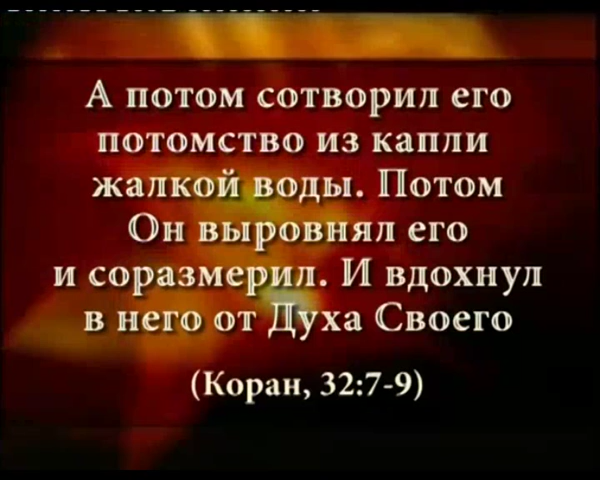 А потом сотворил его
потомство из капли
жалкой воды. Потом
Он выровнял его
и соразмерил. И вдохнул
в него от Духа Своего
(Коран, 32:7-9)